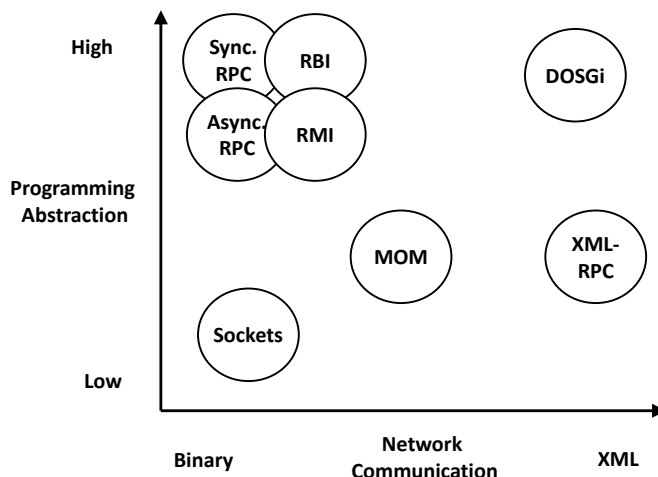 High
Sync.
RPC
RBI
DOSGi
Async.
RPC
RMI
Programming
Abstraction
MOM
XML-
RPC
Sockets
Low
Binary
Network
Communication
XML